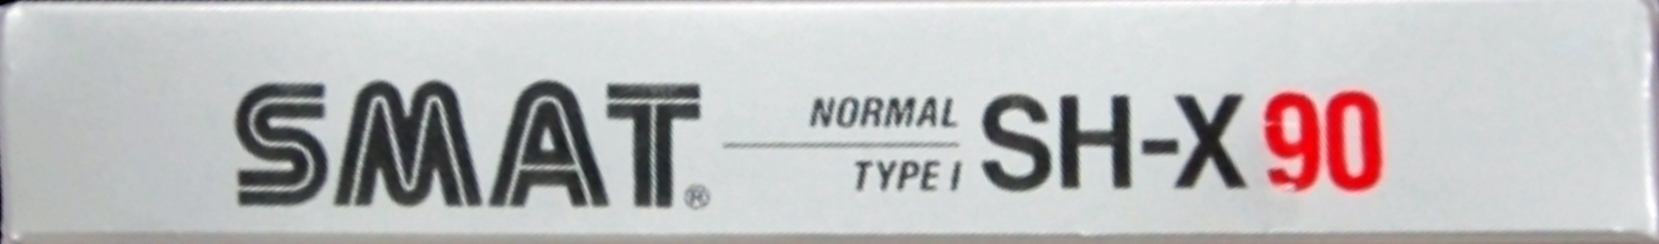 SMAT®
NORMAL
TYPE I
SH-X 90